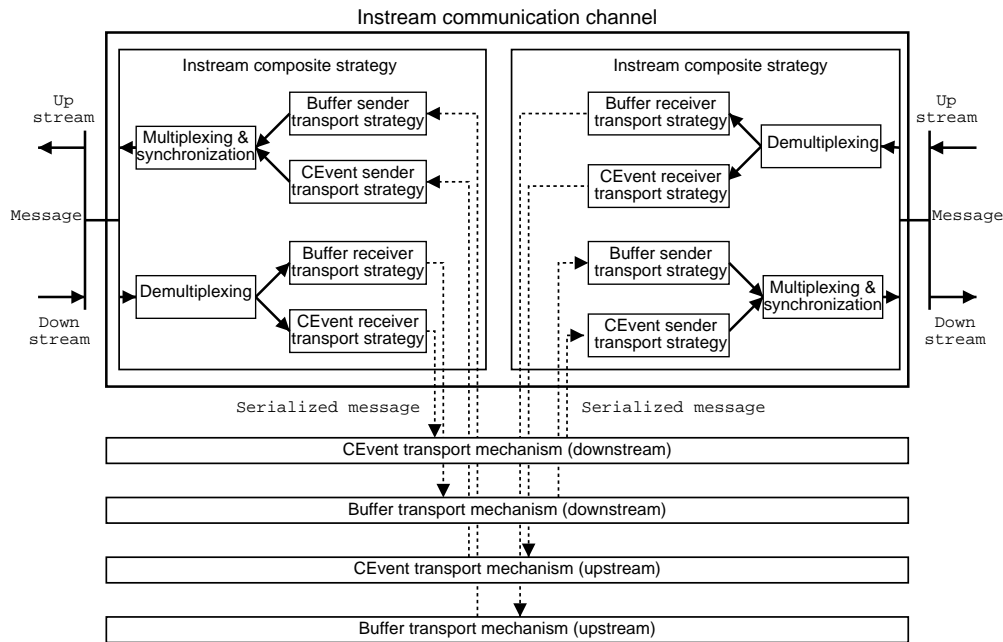 Instream communication channel
Instream composite strategy
Instream composite strategy
Up
stream
Buffer sender
transport strategy
Multiplexing &
synchronization
CEvent sender
transport strategy
Message
Buffer receiver
transport strategy
Demultiplexing
CEvent receiver
transport strategy
Down
stream
Buffer receiver
transport strategy
Demultiplexing
CEvent receiver
transport strategy
Up
stream
Message
Buffer sender
transport strategy
Multiplexing &
synchronization
CEvent sender
transport strategy
Down
stream
Serialized message
Serialized message
CEvent transport mechanism (downstream)
Buffer transport mechanism (downstream)
CEvent transport mechanism (upstream)
Buffer transport mechanism (upstream)